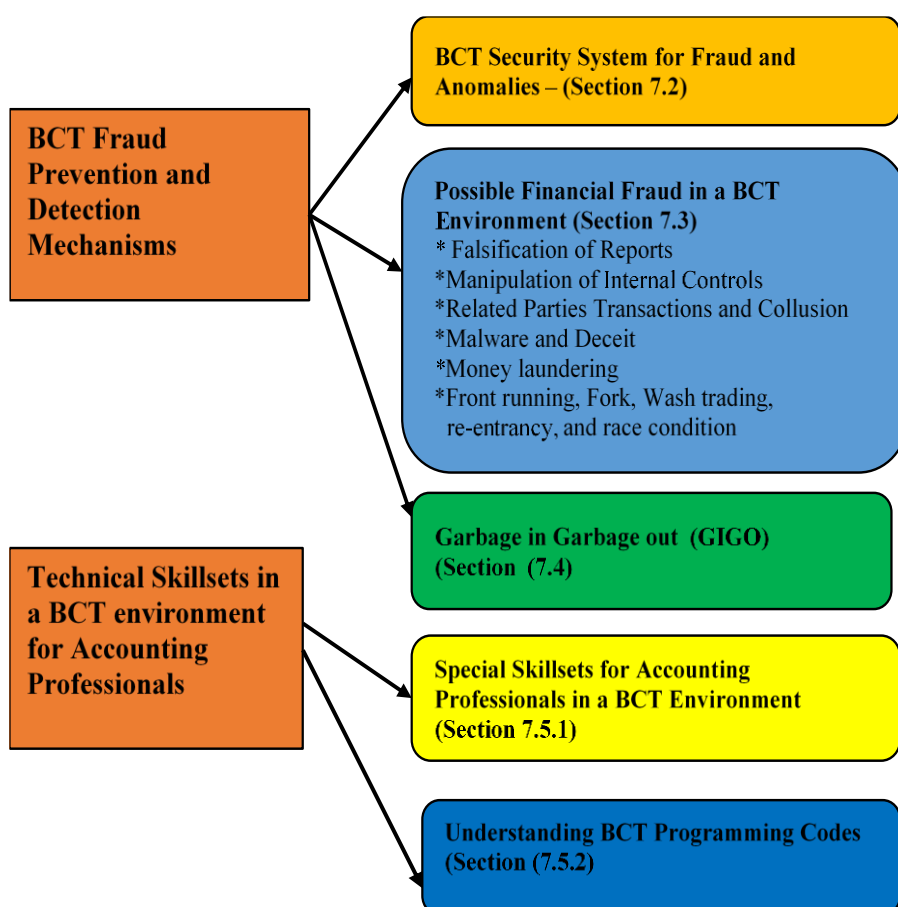 BCT Security System for Fraud and
Anomalies – (Section 7.2)
BCT Fraud
Prevention and
Detection
Mechanisms
Possible Financial Fraud in a BCT
Environment (Section 7.3)
* Falsification of Reports
*Manipulation of Internal Controls
*Related Parties Transactions and Collusion
*Malware and Deceit
*Money laundering
*Front running, Fork, Wash trading,
re-entrancy, and race condition
Garbage in Garbage out (GIGO)
(Section (7.4)
Technical Skillsets in
a BCT environment
for Accounting
Professionals
Special Skillsets for Accounting
Professionals in a BCT Environment
(Section 7.5.1)
Understanding BCT Programming Codes
(Section (7.5.2)